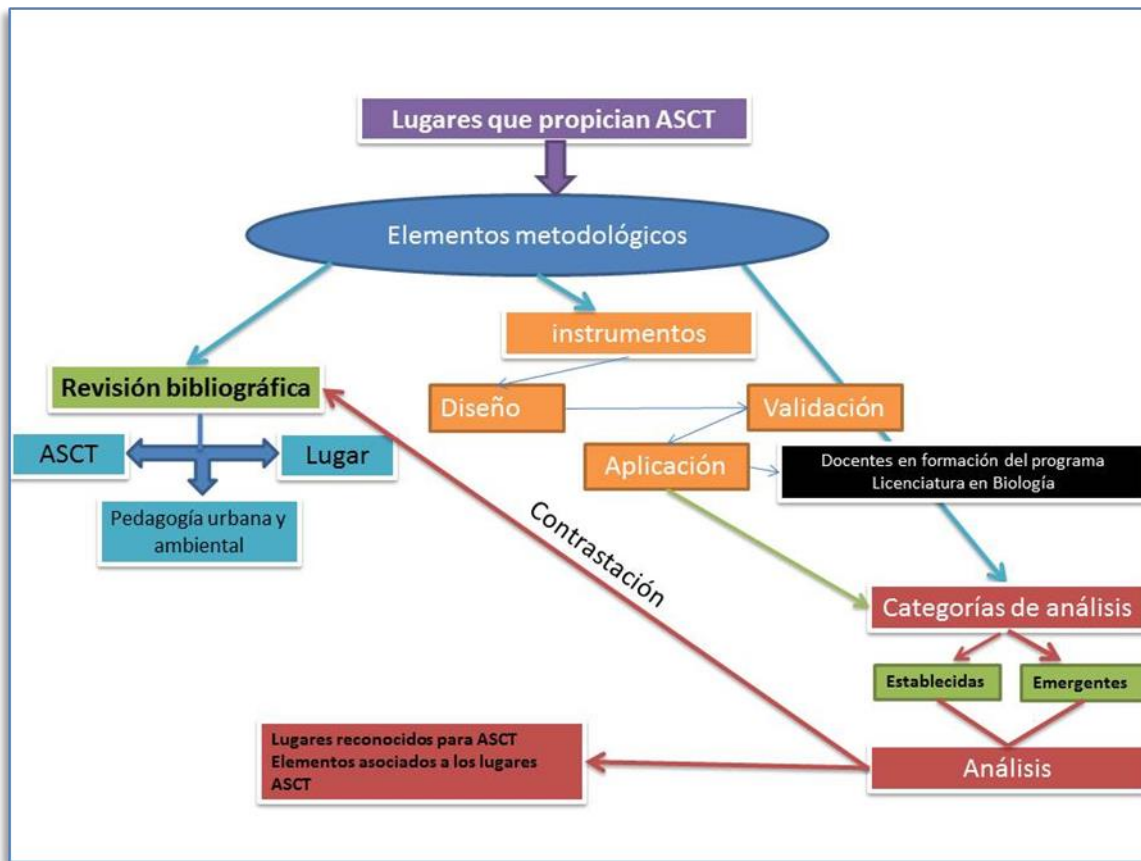 Lugares que propician ASCT
Elementos metodológicos
instrumentos
Revisión bibliográfica
Diseño
Validación
ASCT
Lugar
Aplicación
Docentes en formación del programa
Licenciatura en Biología
Pedagogía urbana y
ambiental
Contrastación
Categorías de análisis
Establecidas
Emergentes
Lugares reconocidos para ASCT
Elementos asociados a los lugares
ASCT
Análisis